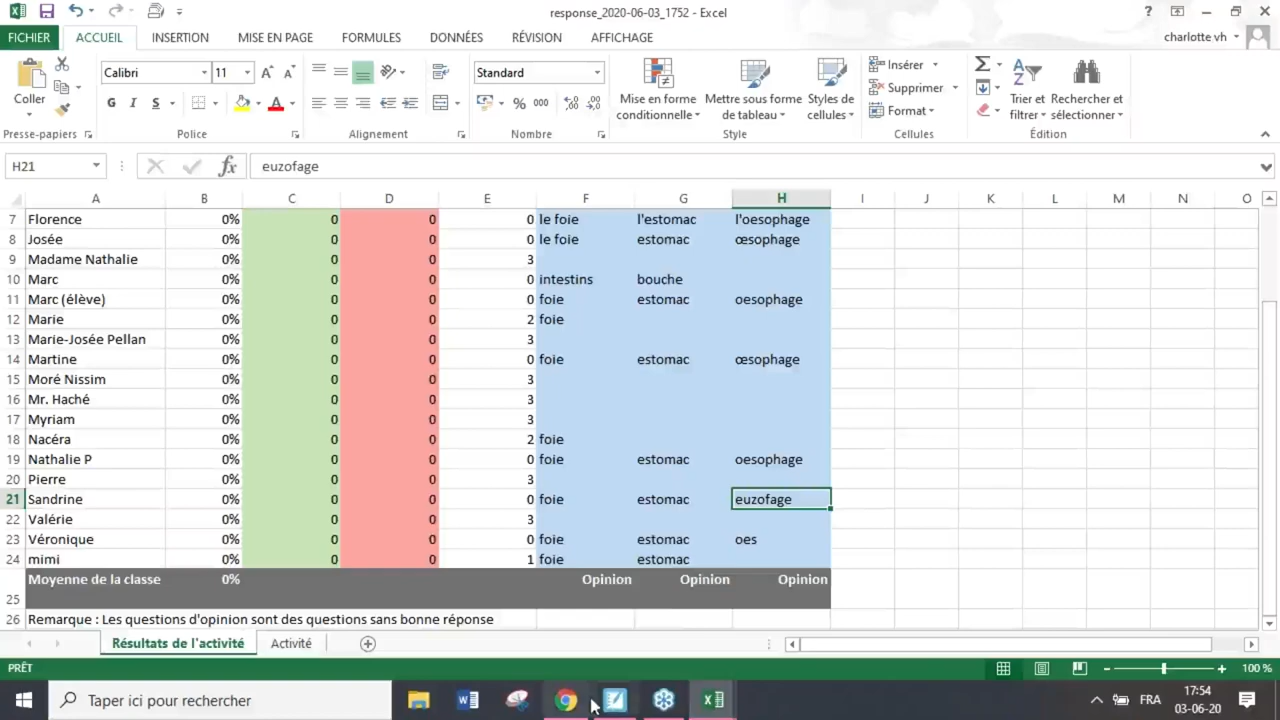 response_2020-06-03_1752 - Excel
FICHIER ACCUEIL INSERTION MISE EN PAGE FORMULES DONNÉES RÉVISION AFFICHAGE charlotte vh
Coller
Presse-papiers
Calibri 11
G I S
Police
Alignement
Standard
% 000
Nombre
Mise en forme conditionnelle
Mettre sous forme de tableau
Styles de cellules
Style
Insérer
Supprimer
Format
Cellules
Trier et filtrer
Rechercher et sélectionner
Édition
H21 fx euzofage
A B C D E F G H I J K L M N O
7 Florence 0% 0 0 0 le foie l'estomac l'oesophage
8 Josée 0% 0 0 0 le foie estomac œsophage
9 Madame Nathalie 0% 0 0 3
10 Marc 0% 0 0 0 intestins bouche
11 Marc (élève) 0% 0 0 0 foie estomac oesophage
12 Marie 0% 0 0 2 foie
13 Marie-Josée Pellan 0% 0 0 3
14 Martine 0% 0 0 0 foie estomac œsophage
15 Moré Nissim 0% 0 0 3
16 Mr. Haché 0% 0 0 3
17 Myriam 0% 0 0 3
18 Nacéra 0% 0 0 2 foie
19 Nathalie P 0% 0 0 0 foie estomac oesophage
20 Pierre 0% 0 0 3
21 Sandrine 0% 0 0 0 foie estomac euzofage
22 Valérie 0% 0 0 3
23 Véronique 0% 0 0 0 foie estomac oes
24 mimi 0% 0 0 1 foie estomac
25 Moyenne de la classe 0% Opinion Opinion Opinion
26 Remarque : Les questions d'opinion sont des questions sans bonne réponse
Résultats de l'activité Activité
PRÊT 100 %
Taper ici pour rechercher
FRA
17:54
03-06-20